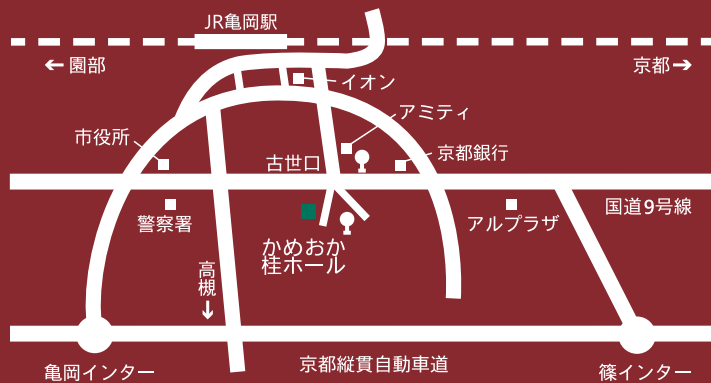 JR亀岡駅
←園部
京都→
イオン
アミティ
市役所
古世口
京都銀行
警察署
アルプラザ
国道9号線
かめおか
桂ホール
高槻
↓
京都縦貫自動車道
亀岡インター
篠インター